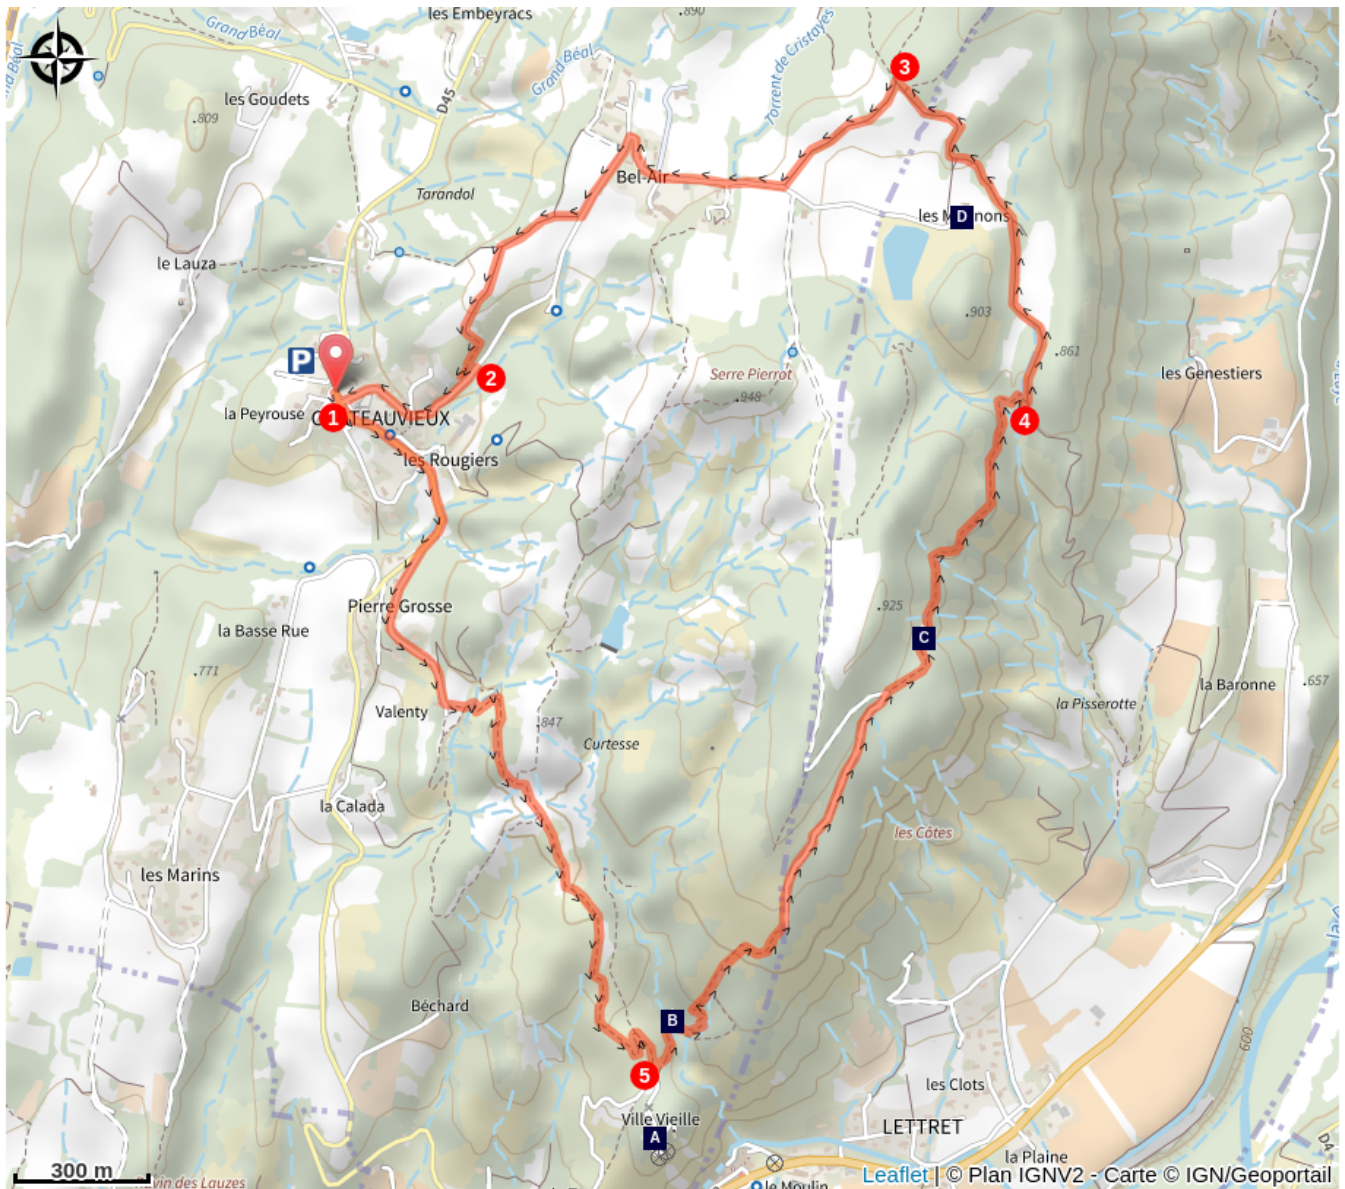 les Embeyracs
.890
Grand Béal
Grand Béal
Torrent de Cristayes
D45
3
les Goudets
.809
Bel-Air
Tarandol
les M
nons
D
le Lauza
.903
.861
P
2
Serre Pierrot
.948
les Genestiers
la Peyrouse
1
ATEAUVIEUX
4
les Rougiers
.925
Pierre Grosse
la Basse Rue
C
.771
la Baronne
.657
Valenty
.847
la Pisserotte
Curtesse
la Calada
les Côtes
les Marins
Béchard
B
609
5
les Clots
Ville Vieille
A
LETTRET
D4
la Plaine
300 m
vin des Lauzes
le Moulin
Leaflet | © Plan IGNV2 - Carte © IGN/Geoportail